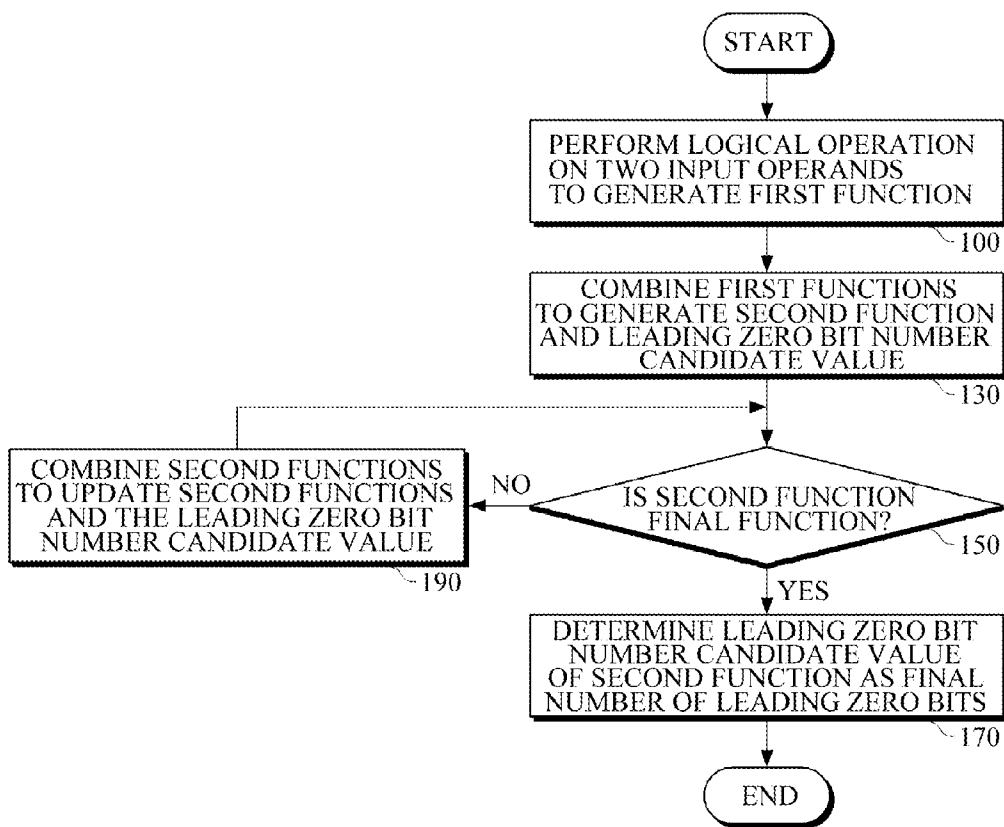 START
PERFORM LOGICAL OPERATION
ON TWO INPUT OPERANDS
TO GENERATE FIRST FUNCTION
100
COMBINE FIRST FUNCTIONS
TO GENERATE SECOND FUNCTION
AND LEADING ZERO BIT NUMBER
CANDIDATE VALUE
130
IS SECOND FUNCTION
FINAL FUNCTION?
150
NO
COMBINE SECOND FUNCTIONS
TO UPDATE SECOND FUNCTIONS
AND THE LEADING ZERO BIT
NUMBER CANDIDATE VALUE
190
YES
DETERMINE LEADING ZERO BIT
NUMBER CANDIDATE VALUE
OF SECOND FUNCTION AS FINAL
NUMBER OF LEADING ZERO BITS
170
END